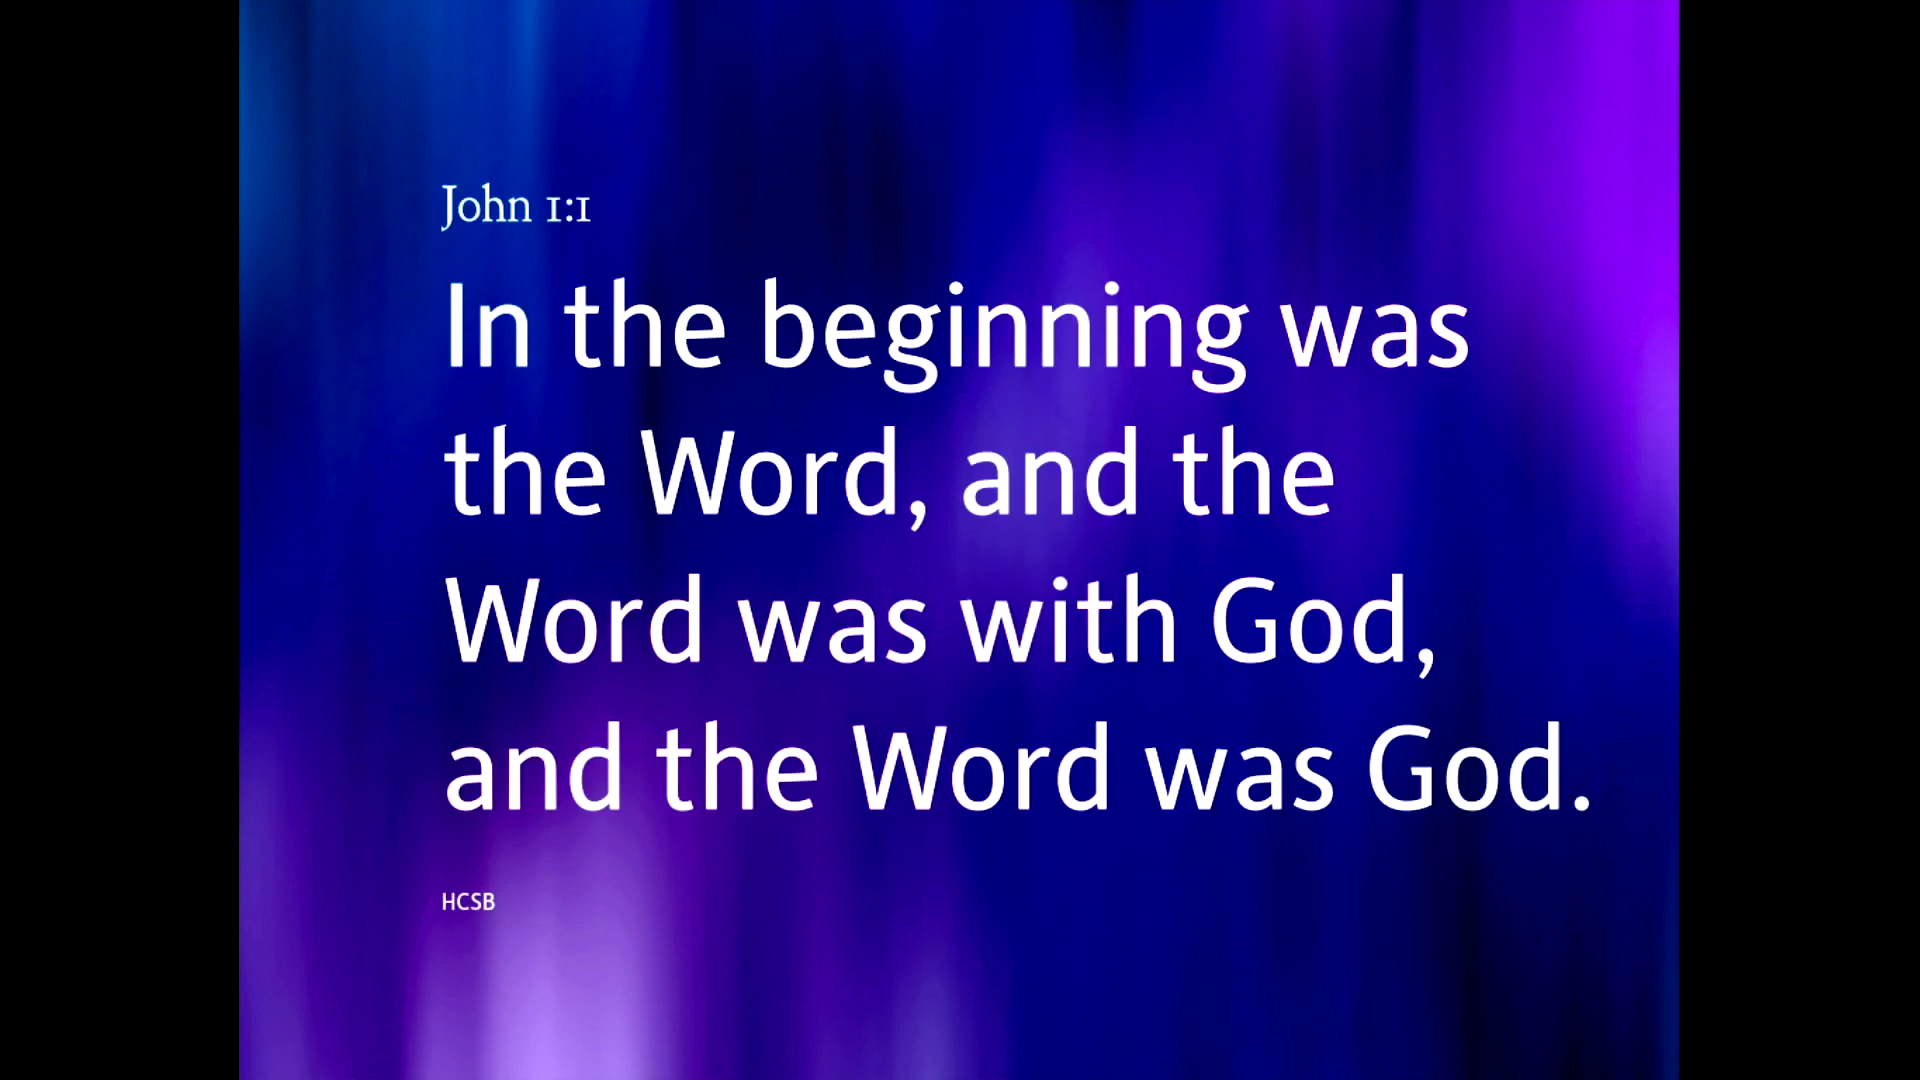 John 1:1
In the beginning was
the Word, and the
Word was with God,
and the Word was God.
HCSB